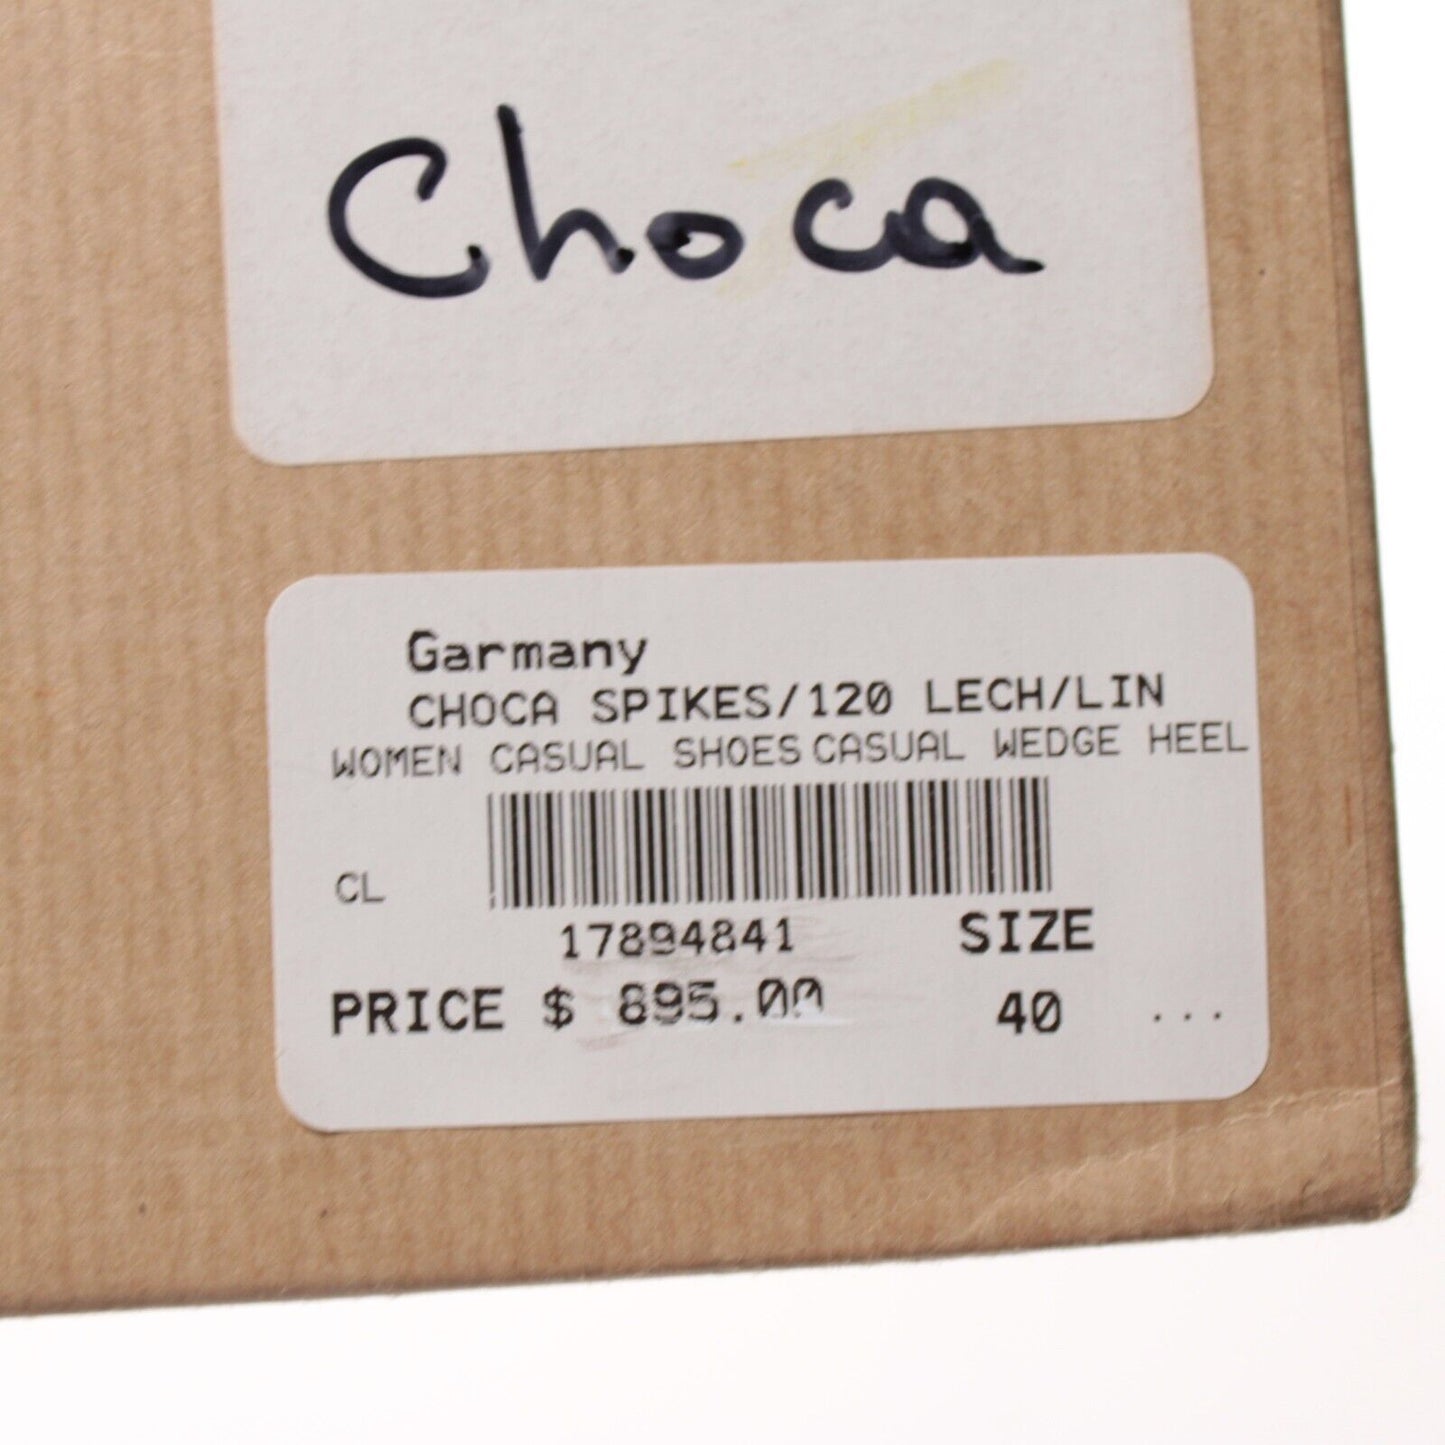 Choca
Garmany
CHOCA SPIKES/120 LECH/LIN
WOMEN CASUAL SHOES CASUAL WEDGE HEEL
CL
17894841 SIZE
PRICE $ 895.00 40 ...